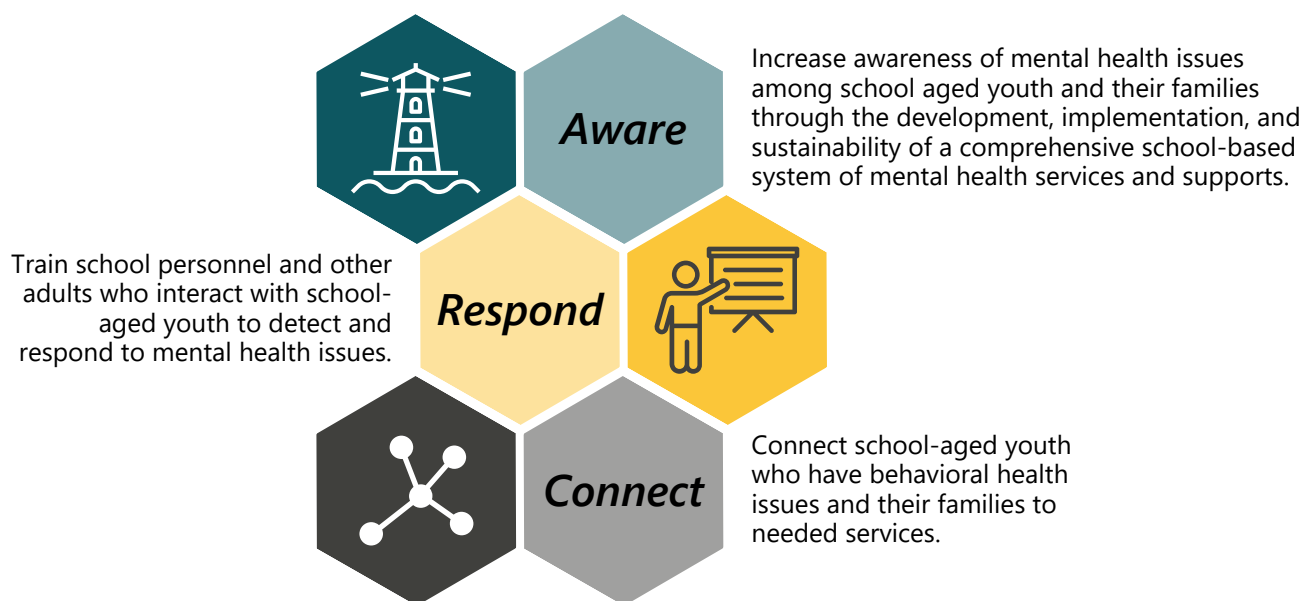 Aware
Increase awareness of mental health issues
among school aged youth and their families
through the development, implementation, and
sustainability of a comprehensive school-based
system of mental health services and supports.
Train school personnel and other
adults who interact with school-
aged youth to detect and
respond to mental health issues.
Respond
Connect
Connect school-aged youth
who have behavioral health
issues and their families to
needed services.